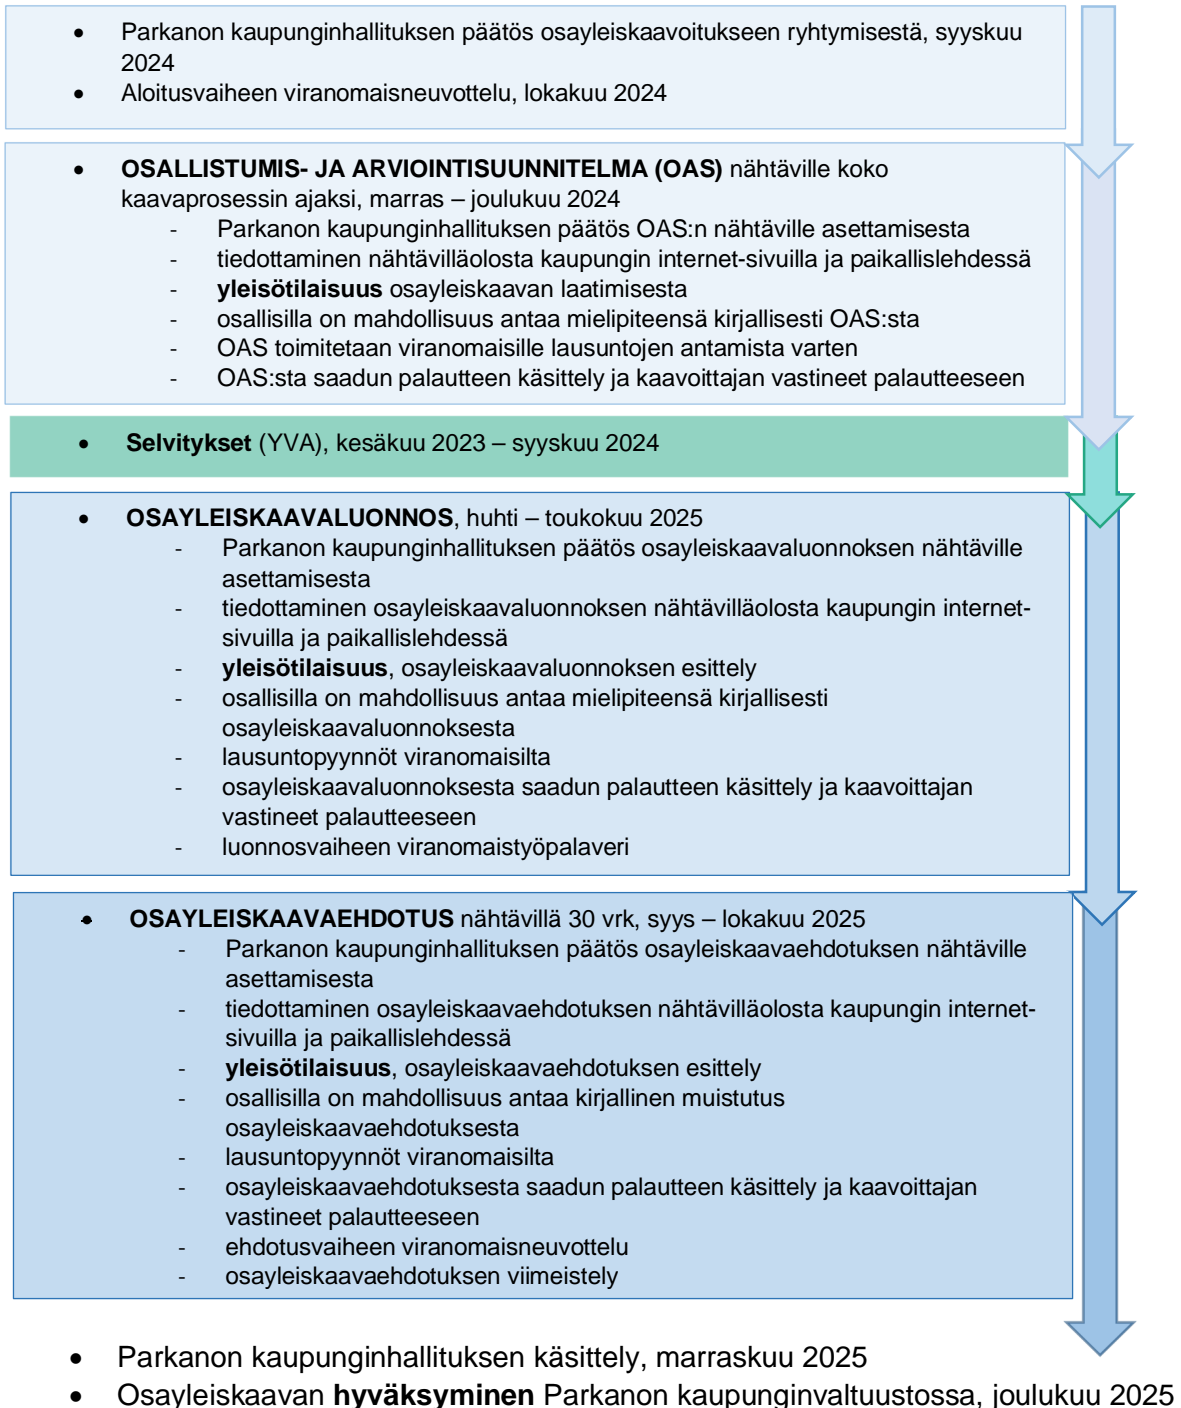 • Parkanon kaupunginhallituksen päätös osayleiskaavoitukseen ryhtymisestä, syyskuu
2024
• Aloitusvaiheen viranomaisneuvottelu, lokakuu 2024
• OSALLISTUMIS- JA ARVIOINTISUUNNITELMA (OAS) nähtäville koko
kaavaprosessin ajaksi, marras – joulukuu 2024
- Parkanon kaupunginhallituksen päätös OAS:n nähtäville asettamisesta
- tiedottaminen nähtävilläolosta kaupungin internet-sivuilla ja paikallislehdessä
- yleisötilaisuus osayleiskaavan laatimisesta
- osallisilla on mahdollisuus antaa mielipiteensä kirjallisesti OAS:sta
- OAS toimitetaan viranomaisille lausuntojen antamista varten
- OAS:sta saadun palautteen käsittely ja kaavoittajan vastineet palautteeseen
• Selvitykset (YVA), kesäkuu 2023 – syyskuu 2024
• OSAYLEISKAAVALUONNOS, huhti – toukokuu 2025
- Parkanon kaupunginhallituksen päätös osayleiskaavaluonnoksen nähtäville
asettamisesta
- tiedottaminen osayleiskaavaluonnoksen nähtävilläolosta kaupungin internet-
sivuilla ja paikallislehdessä
- yleisötilaisuus, osayleiskaavaluonnoksen esittely
- osallisilla on mahdollisuus antaa mielipiteensä kirjallisesti
osayleiskaavaluonnoksesta
- lausuntopyynnöt viranomaisilta
- osayleiskaavaluonnoksesta saadun palautteen käsittely ja kaavoittajan
vastineet palautteeseen
- luonnosvaiheen viranomaistyöpalaveri
• OSAYLEISKAAVAEHDOTUS nähtävillä 30 vrk, syys – lokakuu 2025
- Parkanon kaupunginhallituksen päätös osayleiskaavaehdotuksen nähtäville
asettamisesta
- tiedottaminen osayleiskaavaehdotuksen nähtävilläolosta kaupungin internet-
sivuilla ja paikallislehdessä
- yleisötilaisuus, osayleiskaavaehdotuksen esittely
- osallisilla on mahdollisuus antaa kirjallinen muistutus
osayleiskaavaehdotuksesta
- lausuntopyynnöt viranomaisilta
- osayleiskaavaehdotuksesta saadun palautteen käsittely ja kaavoittajan
vastineet palautteeseen
- ehdotusvaiheen viranomaisneuvottelu
- osayleiskaavaehdotuksen viimeistely
• Parkanon kaupunginhallituksen käsittely, marraskuu 2025
• Osayleiskaavan hyväksyminen Parkanon kaupunginvaltuustossa, joulukuu 2025